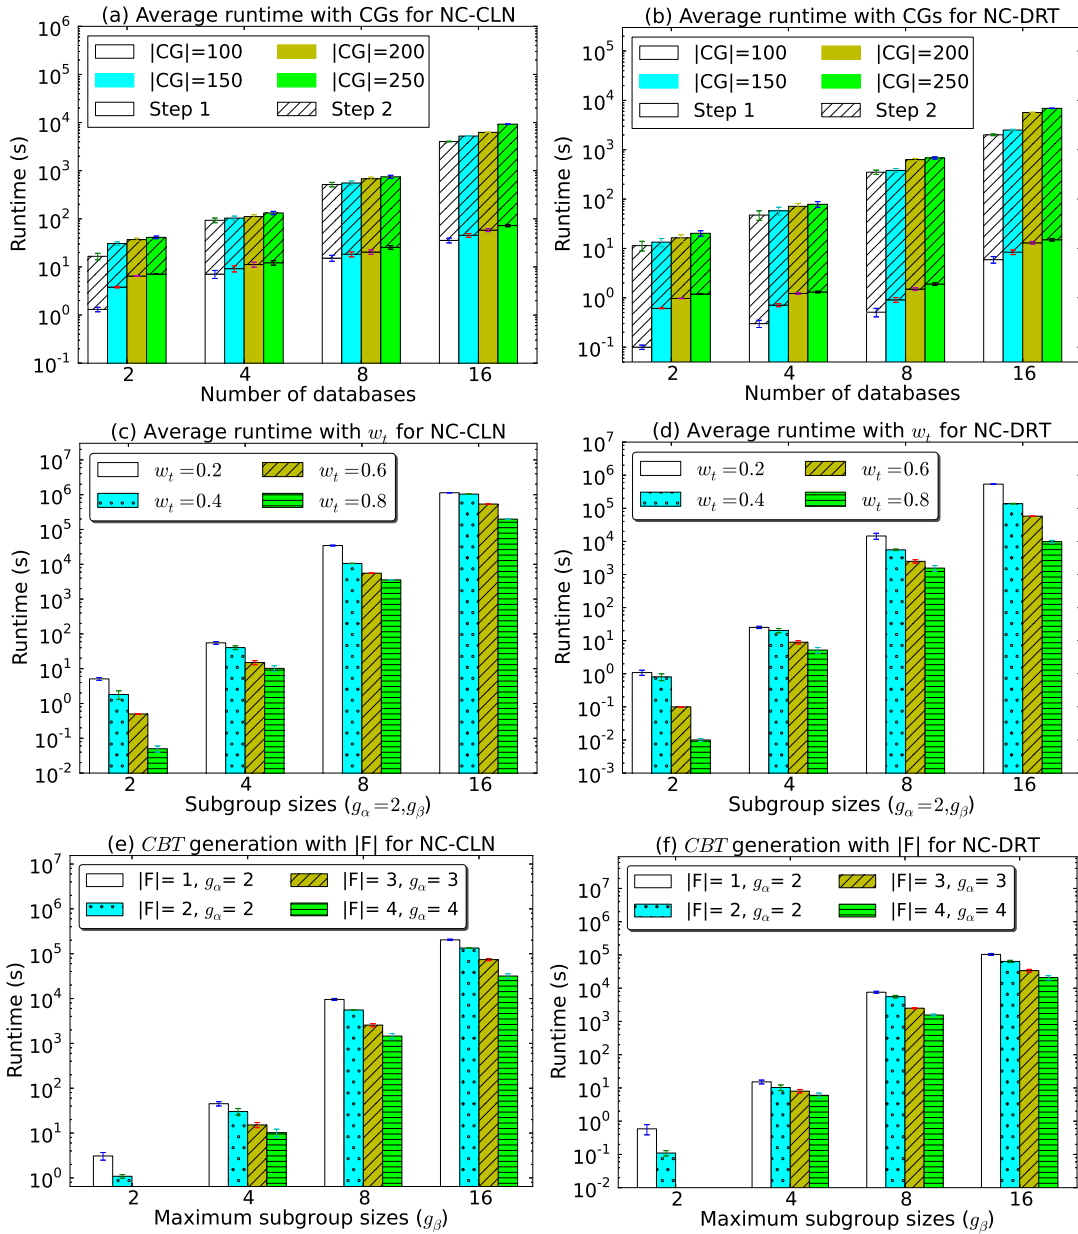 (a) Average runtime with CGs for NC-CLN
Runtime (s)
10^6
10^5
10^4
10^3
10^2
10^1
10^0
10^-1
|CG|=100
|CG|=200
|CG|=150
|CG|=250
Step 1
Step 2
2 4 8 16
Number of databases
(b) Average runtime with CGs for NC-DRT
Runtime (s)
10^5
10^4
10^3
10^2
10^1
10^0
10^-1
|CG|=100
|CG|=200
|CG|=150
|CG|=250
Step 1
Step 2
2 4 8 16
Number of databases
(c) Average runtime with w_t for NC-CLN
Runtime (s)
10^7
10^6
10^5
10^4
10^3
10^2
10^1
10^0
10^-1
10^-2
w_t=0.2
w_t=0.6
w_t=0.4
w_t=0.8
2 4 8 16
Subgroup sizes (g_α=2,g_β)
(d) Average runtime with w_t for NC-DRT
Runtime (s)
10^7
10^6
10^5
10^4
10^3
10^2
10^1
10^0
10^-1
10^-2
10^-3
w_t=0.2
w_t=0.6
w_t=0.4
w_t=0.8
2 4 8 16
Subgroup sizes (g_α=2,g_β)
(e) CBT generation with |F| for NC-CLN
Runtime (s)
10^7
10^6
10^5
10^4
10^3
10^2
10^1
10^0
|F|= 1, g_α= 2
|F|= 3, g_α= 3
|F|= 2, g_α= 2
|F|= 4, g_α= 4
2 4 8 16
Maximum subgroup sizes (g_β)
(f) CBT generation with |F| for NC-DRT
Runtime (s)
10^7
10^6
10^5
10^4
10^3
10^2
10^1
10^0
10^-1
10^-2
|F|= 1, g_α= 2
|F|= 3, g_α= 3
|F|= 2, g_α= 2
|F|= 4, g_α= 4
2 4 8 16
Maximum subgroup sizes (g_β)